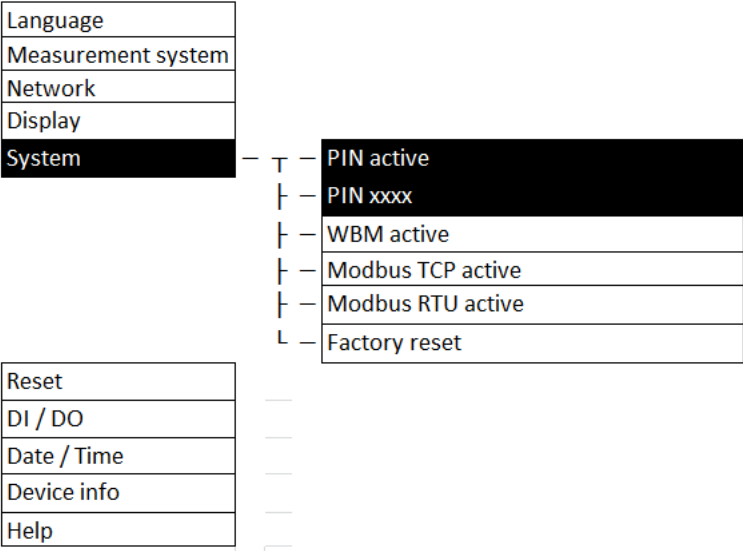 Language
Measurement system
Network
Display
System
PIN active
PIN xxxx
WBM active
Modbus TCP active
Modbus RTU active
Factory reset
Reset
DI / DO
Date / Time
Device info
Help